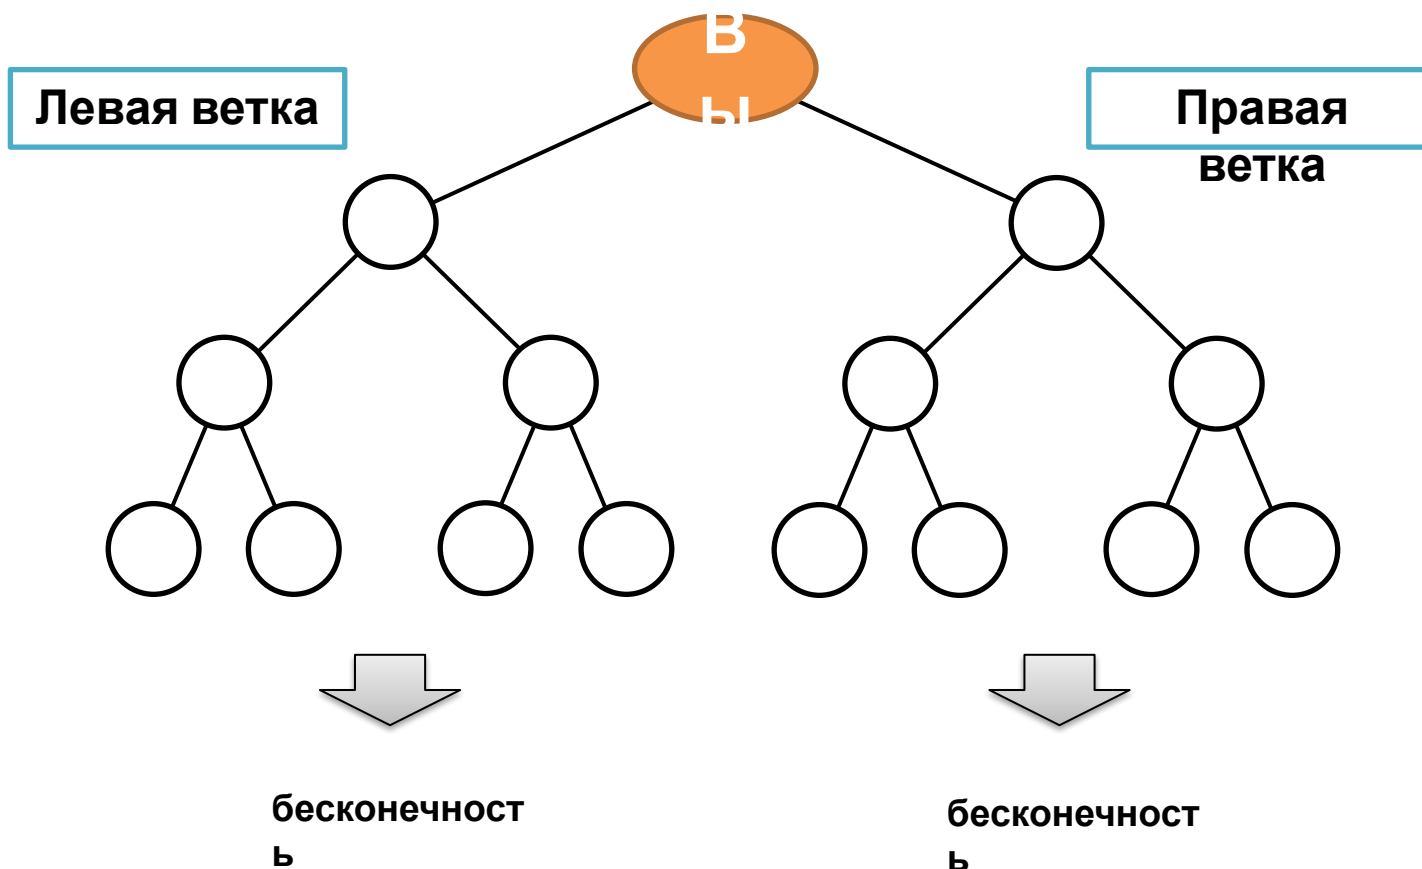 В
ы
Левая ветка
Правая
ветка
бесконечност
ь
бесконечност
ь